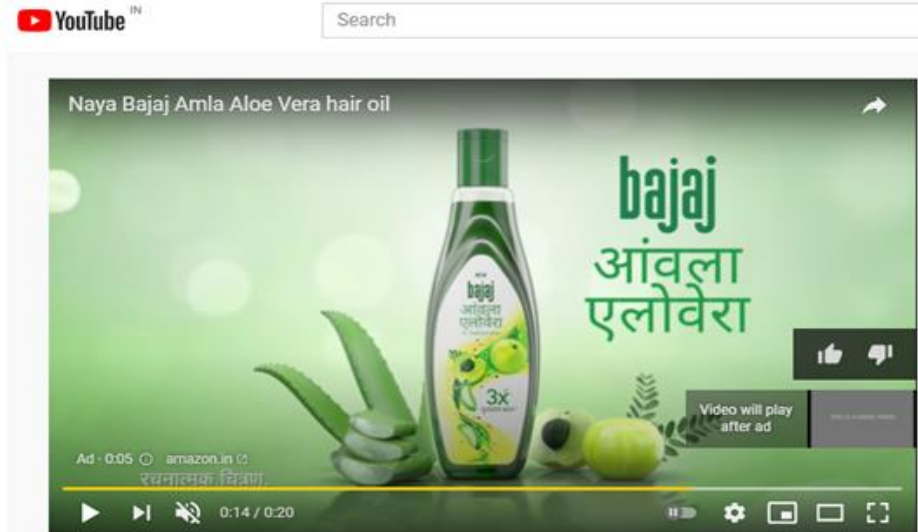 YouTube IN
Search
Naya Bajaj Amla Aloe Vera hair oil
bajaj
आंवला
एलोवेरा
bajaj
आंवला
एलोवेरा
3X
Video will play
after ad
Ad · 0:05 amazon.in
रचनात्मक चित्रण.
0:14 / 0:20